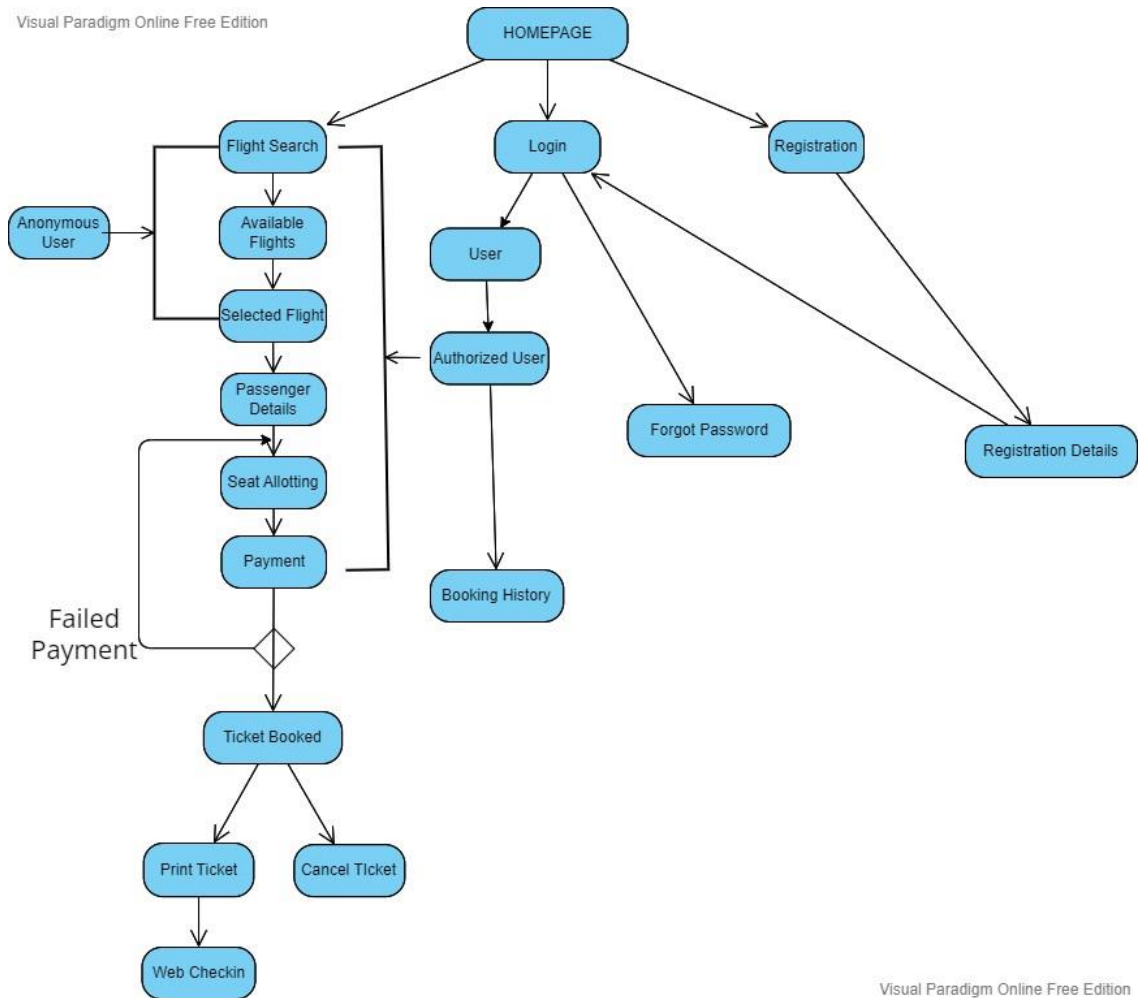 Visual Paradigm Online Free Edition
HOMEPAGE
Flight Search
Login
Registration
Anonymous
User
Available
Flights
User
Selected Flight
Authorized User
Passenger
Details
Forgot Password
Registration Details
Seat Allotting
Payment
Booking History
Failed
Payment
Ticket Booked
Print Ticket
Cancel TIcket
Web Checkin
Visual Paradigm Online Free Edition